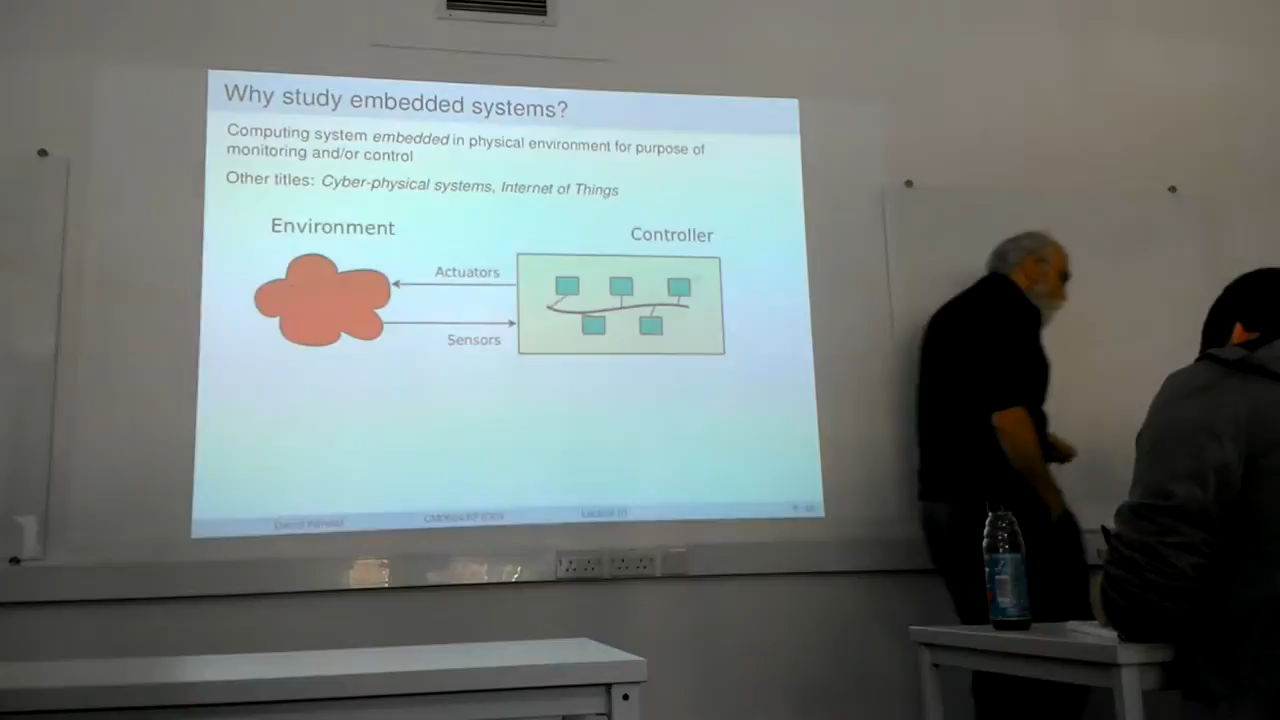 Why study embedded systems?
Computing system embedded in physical environment for purpose of
monitoring and/or control
Other titles: Cyber-physical systems, Internet of Things
Environment
Controller
Actuators
Sensors